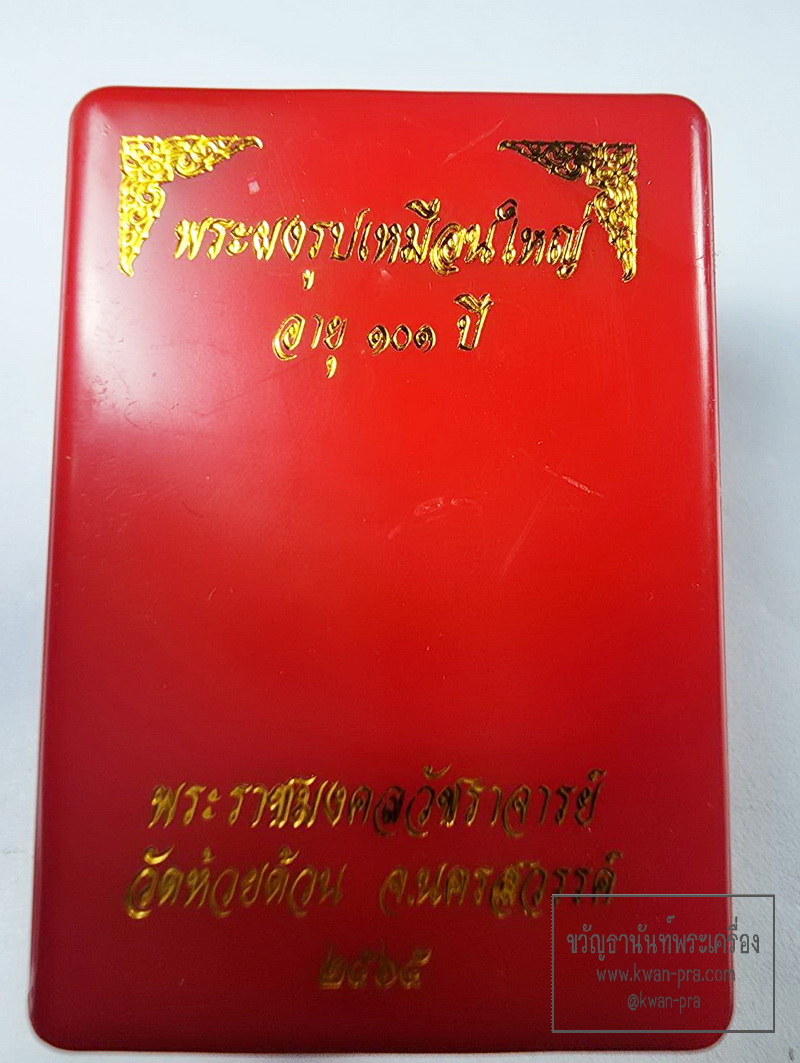 พระผงรูปเหมือนใหญ่
อายุ ๑๐๑ ปี
พระราชมงคลวัชราจารย์
วัดห้วยด้วน จ.นครสวรรค์
๒๕๖๕
ขวัญธานันท์พระเครื่อง
www.kwan-pra.com
@kwan-pra